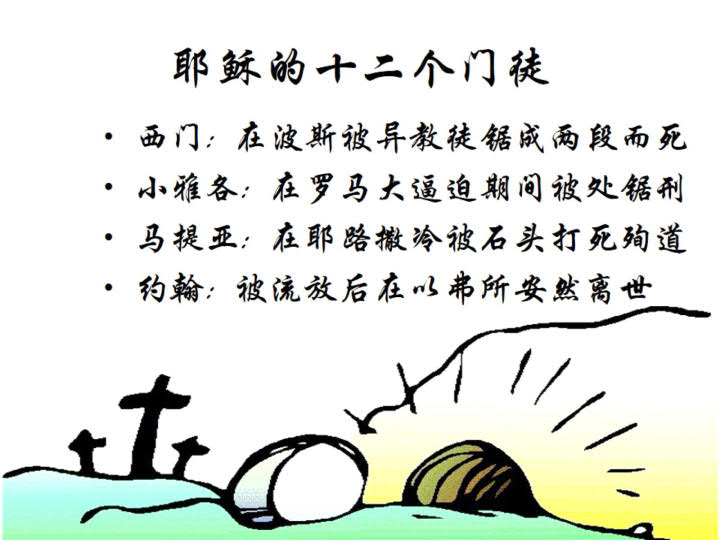 耶稣的十二个门徒
• 西门：在波斯被异教徒锯成两段而死
• 小雅各：在罗马大逼迫期间被处锯刑
• 马提亚：在耶路撒冷被石头打死殉道
• 约翰：被流放后在以弗所安然离世